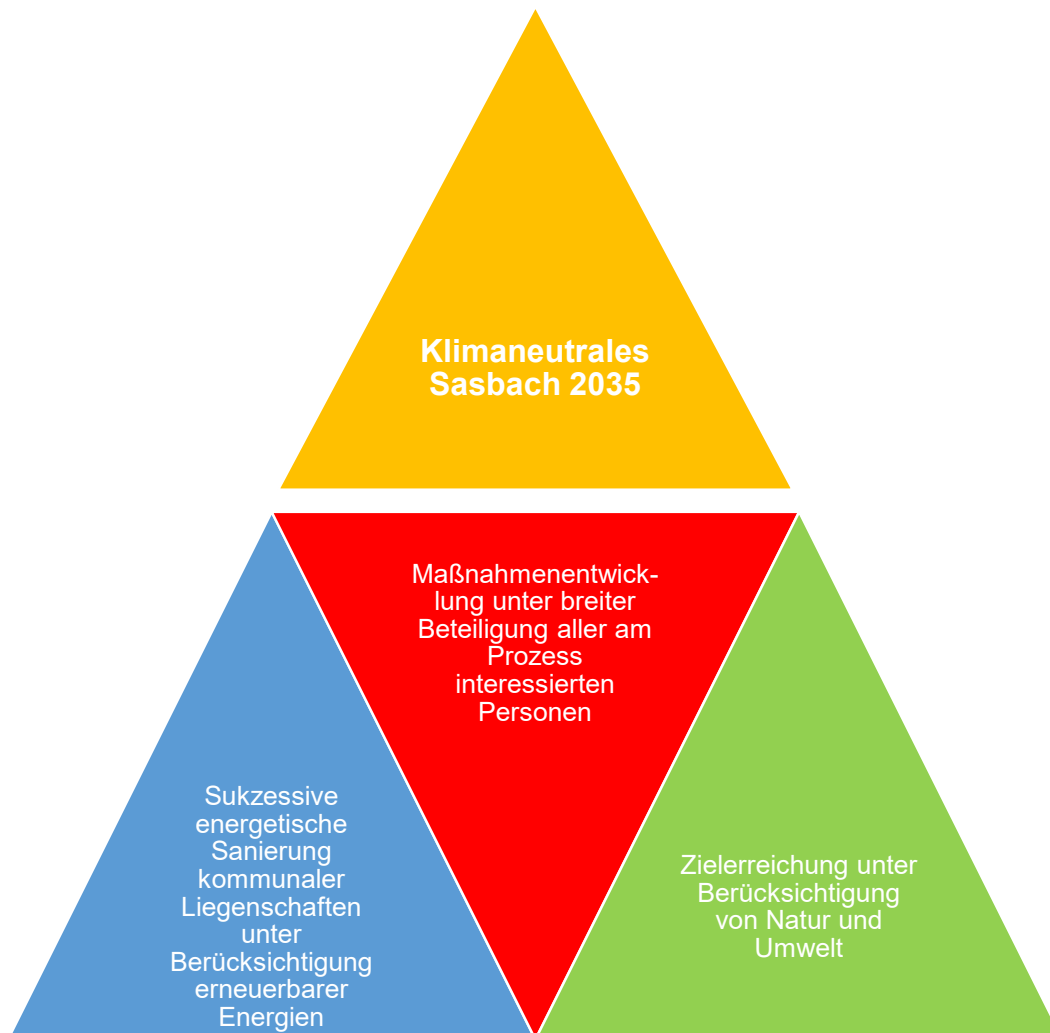 Klimaneutrales
Sasbach 2035
Maßnahmenentwick-
lung unter breiter
Beteiligung aller am
Prozess
interessierten
Personen
Sukzessive
energetische
Sanierung
kommunaler
Liegenschaften
unter
Berücksichtigung
erneuerbarer
Energien
Zielerreichung unter
Berücksichtigung
von Natur und
Umwelt